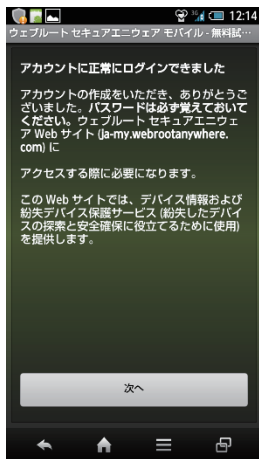 3G 12:14
ウェブルート セキュアエニウェア モバイル - 無料試…
アカウントに正常にログインできました
アカウントの作成をいただき、ありがとうご
ざいました。パスワードは必ず覚えておいて
ください。ウェブルート セキュアエニウェ
ア Web サイト (ja-my.webrootanywhere.
com) に
アクセスする際に必要になります。
この Web サイトでは、デバイス情報および
紛失デバイス保護サービス (紛失したデバイ
スの探索と安全確保に役立てるために使用)
を提供します。
次へ